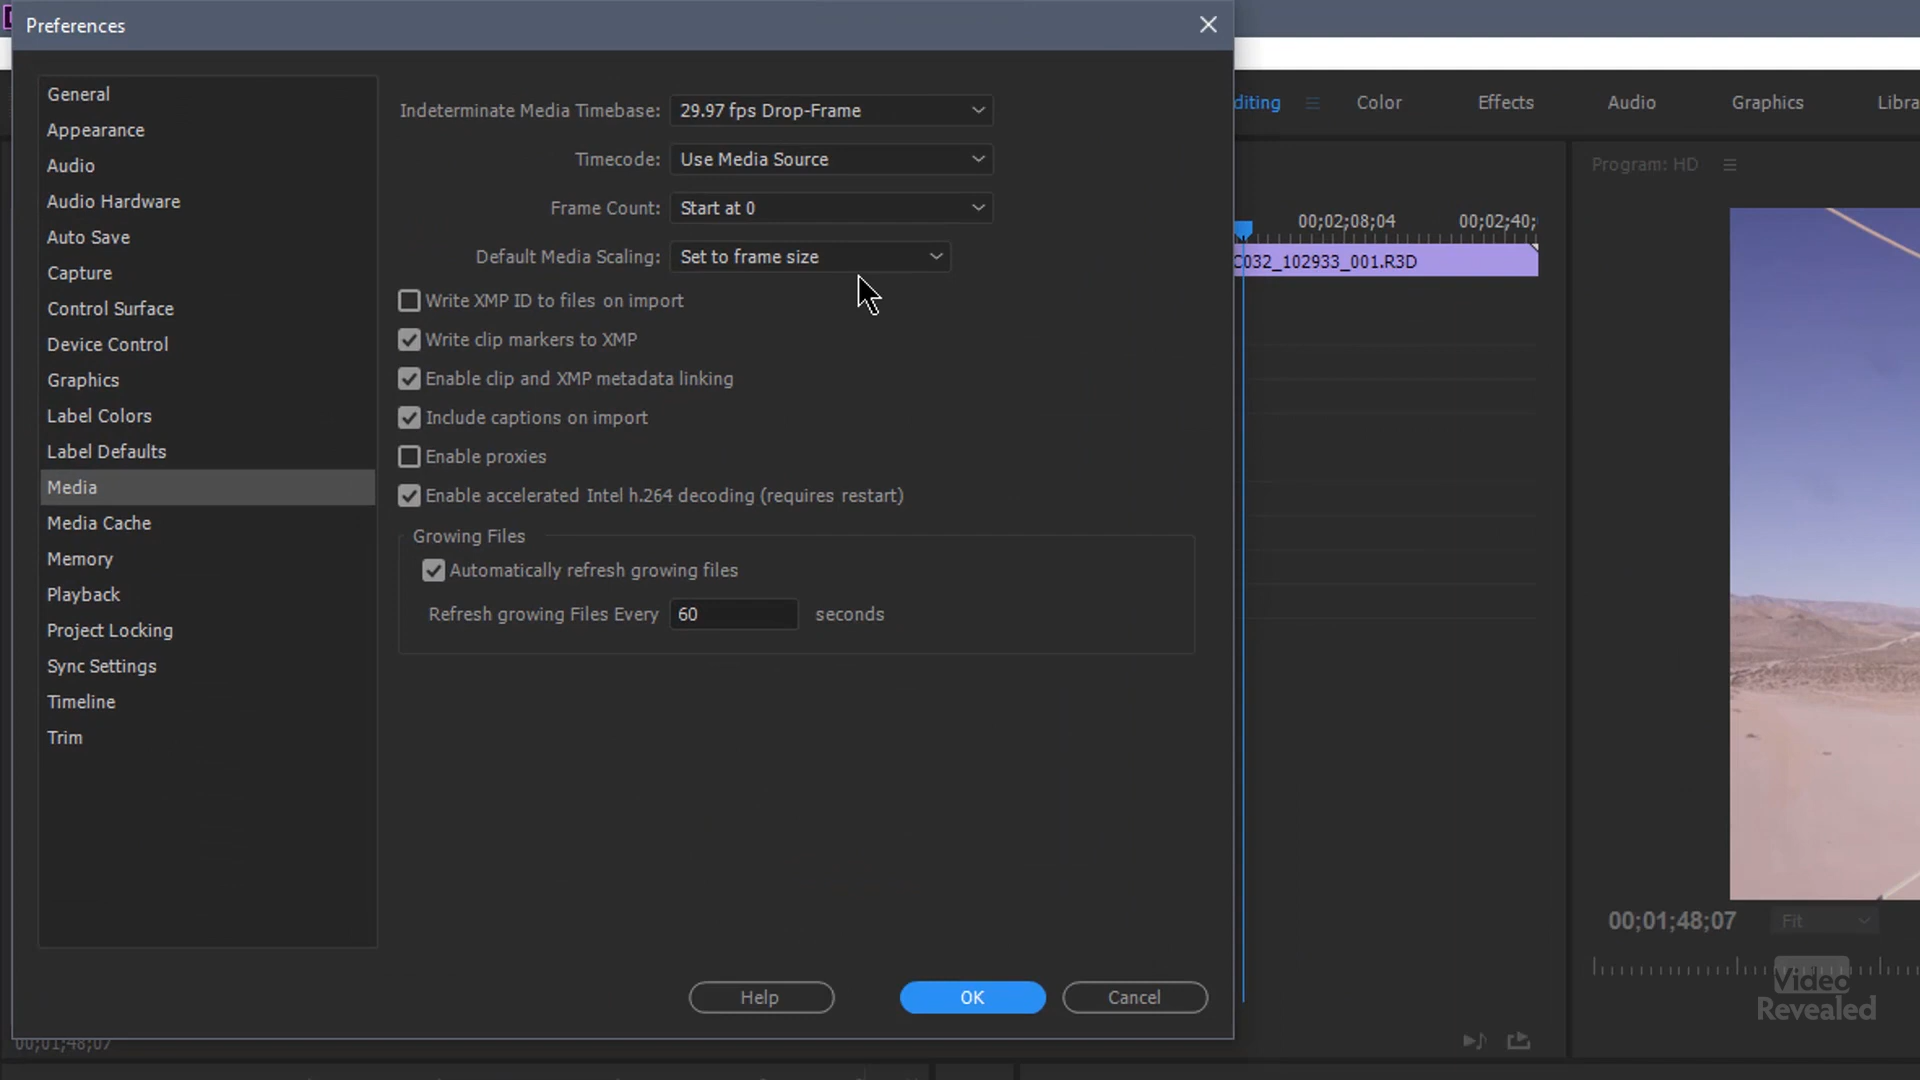 Preferences
General
Appearance
Audio
Audio Hardware
Auto Save
Capture
Control Surface
Device Control
Graphics
Label Colors
Label Defaults
Media
Media Cache
Memory
Playback
Project Locking
Sync Settings
Timeline
Trim
Indeterminate Media Timebase: 29.97 fps Drop-Frame
Timecode: Use Media Source
Frame Count: Start at 0
Default Media Scaling: Set to frame size
Write XMP ID to files on import
Write clip markers to XMP
Enable clip and XMP metadata linking
Include captions on import
Enable proxies
Enable accelerated Intel h.264 decoding (requires restart)
Growing Files
Automatically refresh growing files
Refresh growing Files Every 60 seconds
Help OK Cancel
diting Color Effects Audio Graphics Libra
Program: HD
00;02;08;04 00;02;40;
C032_102933_001.R3D
00;01;48;07 Fit
Video
Revealed
00;01;48;07